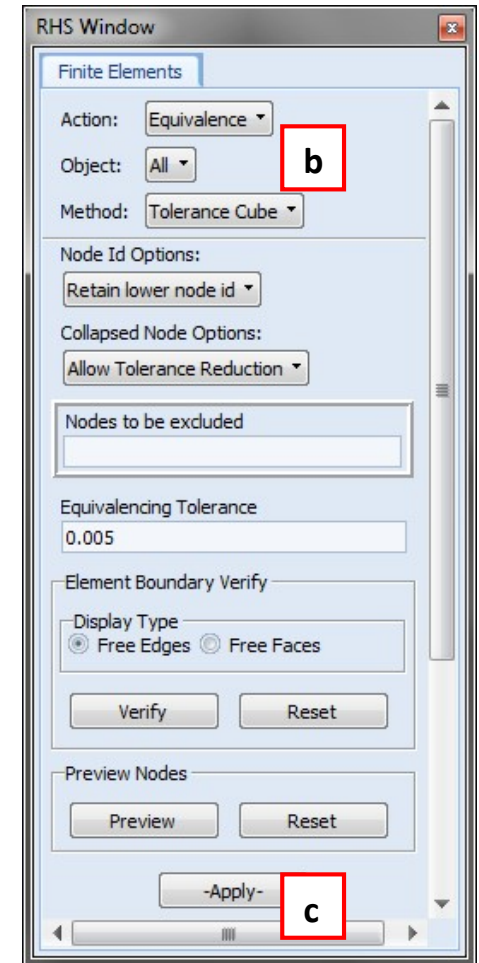 RHS Window
Finite Elements
Action: Equivalence
b
Object: All
Method: Tolerance Cube
Node Id Options:
Retain lower node id
Collapsed Node Options:
Allow Tolerance Reduction
Nodes to be excluded
Equivalencing Tolerance
0.005
Element Boundary Verify
Display Type
Free Edges Free Faces
Verify Reset
Preview Nodes
Preview Reset
-Apply-
c